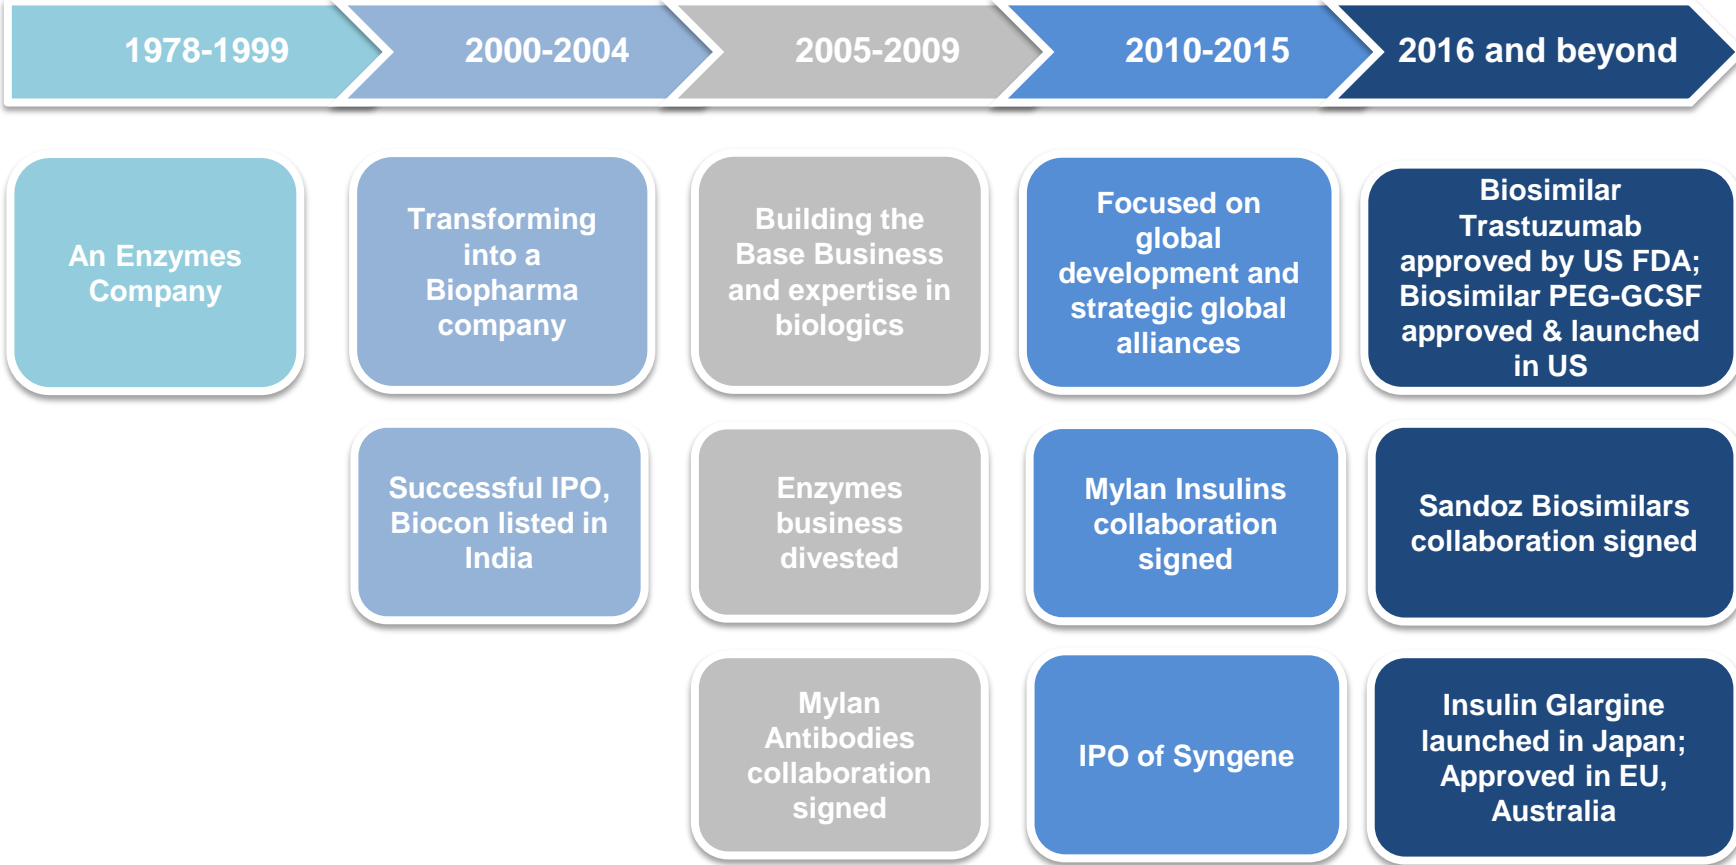 1978-1999
2000-2004
2005-2009
2010-2015
2016 and beyond
An Enzymes
Company
Transforming
into a
Biopharma
company
Building the
Base Business
and expertise in
biologics
Focused on
global
development and
strategic global
alliances
Biosimilar
Trastuzumab
approved by US FDA;
Biosimilar PEG-GCSF
approved & launched
in US
Successful IPO,
Biocon listed in
India
Enzymes
business
divested
Mylan Insulins
collaboration
signed
Sandoz Biosimilars
collaboration signed
Mylan
Antibodies
collaboration
signed
IPO of Syngene
Insulin Glargine
launched in Japan;
Approved in EU,
Australia